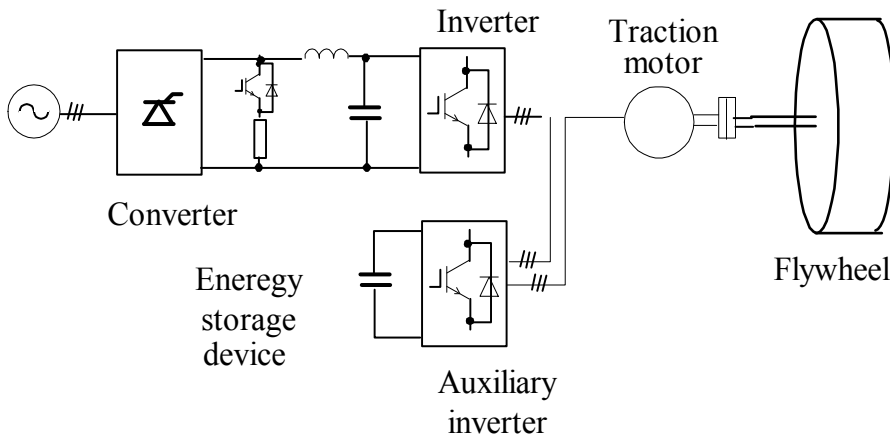 Inverter
Traction
motor
Converter
Eneregy
storage
device
Flywheel
Auxiliary
inverter